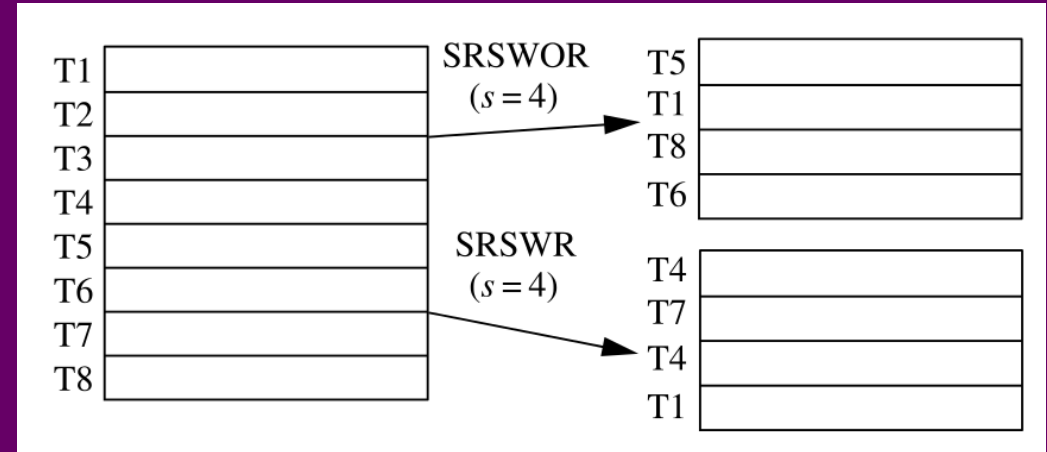 T1
T2
T3
T4
T5
T6
T7
T8
SRSWOR
(s = 4)
SRSWR
(s = 4)
T5
T1
T8
T6
T4
T7
T4
T1